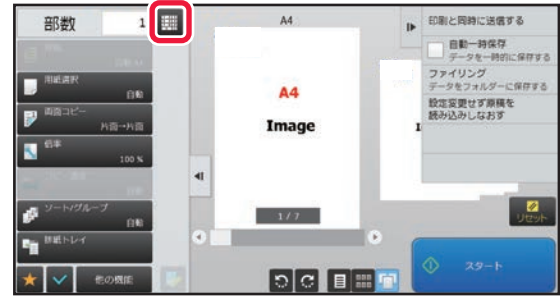 部数 1
A4
印刷と同時に送信する
自動一時保存
データを一時的に保存する
ファイリング
データをフォルダーに保存する
設定変更せず原稿を
読み込みしなおす
用紙選択
自動
両面コピー
片面→片面
倍率
100 %
ソート/グループ
自動
排紙トレイ
他の機能
A4
Image
1 / 7
リセット
スタート